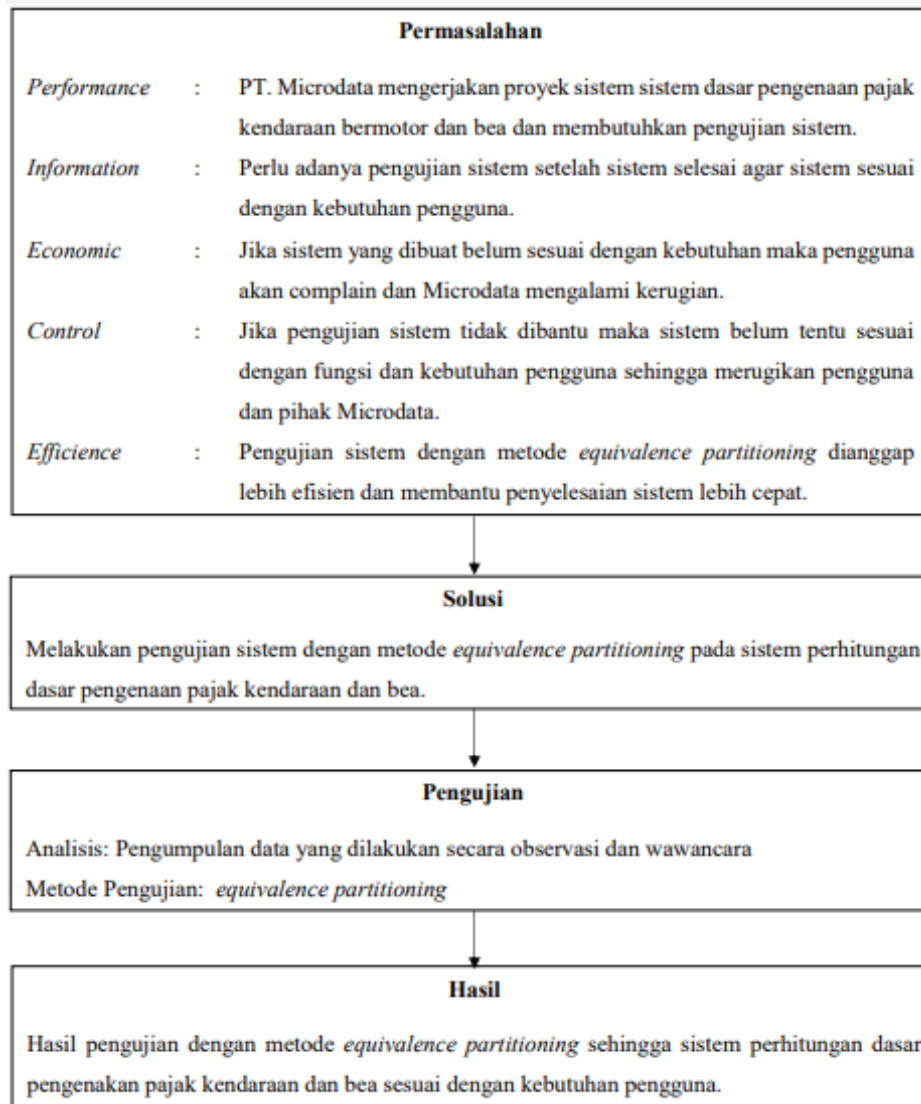 Permasalahan
Performance : PT. Microdata mengerjakan proyek sistem sistem dasar pengenaan pajak
kendaraan bermotor dan bea dan membutuhkan pengujian sistem.
Information : Perlu adanya pengujian sistem setelah sistem selesai agar sistem sesuai
dengan kebutuhan pengguna.
Economic : Jika sistem yang dibuat belum sesuai dengan kebutuhan maka pengguna
akan complain dan Microdata mengalami kerugian.
Control : Jika pengujian sistem tidak dibantu maka sistem belum tentu sesuai
dengan fungsi dan kebutuhan pengguna sehingga merugikan pengguna
dan pihak Microdata.
Efficience : Pengujian sistem dengan metode equivalence partitioning dianggap
lebih efisien dan membantu penyelesaian sistem lebih cepat.
Solusi
Melakukan pengujian sistem dengan metode equivalence partitioning pada sistem perhitungan
dasar pengenaan pajak kendaraan dan bea.
Pengujian
Analisis: Pengumpulan data yang dilakukan secara observasi dan wawancara
Metode Pengujian: equivalence partitioning
Hasil
Hasil pengujian dengan metode equivalence partitioning sehingga sistem perhitungan dasar
pengenakan pajak kendaraan dan bea sesuai dengan kebutuhan pengguna.